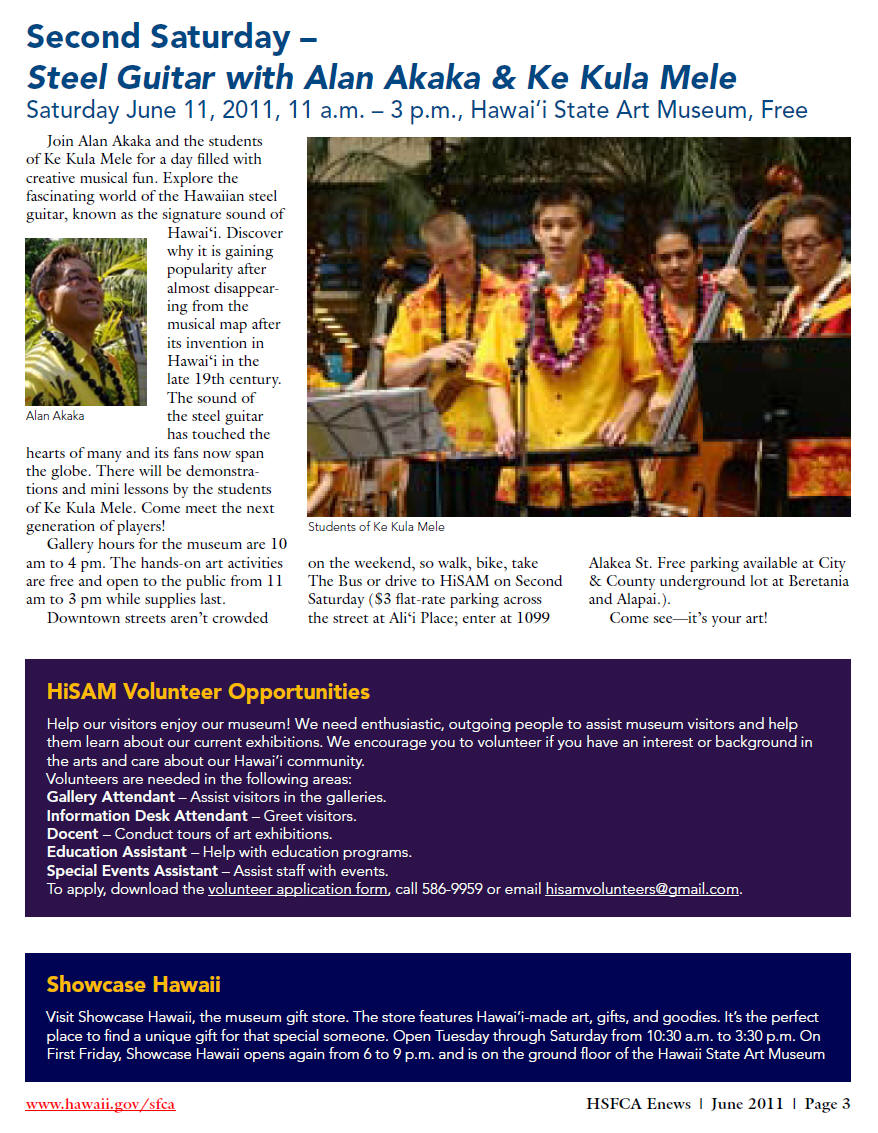 Second Saturday –
Steel Guitar with Alan Akaka & Ke Kula Mele
Saturday June 11, 2011, 11 a.m. – 3 p.m., Hawai‘i State Art Museum, Free
Join Alan Akaka and the students
of Ke Kula Mele for a day filled with
creative musical fun. Explore the
fascinating world of the Hawaiian steel
guitar, known as the signature sound of
Hawai‘i. Discover
why it is gaining
popularity after
almost disappear-
ing from the
musical map after
its invention in
Hawai‘i in the
late 19th century.
The sound of
the steel guitar
has touched the
hearts of many and its fans now span
the globe. There will be demonstra-
tions and mini lessons by the students
of Ke Kula Mele. Come meet the next
generation of players!
Gallery hours for the museum are 10
am to 4 pm. The hands-on art activities
are free and open to the public from 11
am to 3 pm while supplies last.
Downtown streets aren’t crowded
Alan Akaka
Students of Ke Kula Mele
on the weekend, so walk, bike, take
The Bus or drive to HiSAM on Second
Saturday ($3 flat-rate parking across
the street at Ali‘i Place; enter at 1099
Alakea St. Free parking available at City
& County underground lot at Beretania
and Alapai.).
Come see—it’s your art!
HiSAM Volunteer Opportunities
Help our visitors enjoy our museum! We need enthusiastic, outgoing people to assist museum visitors and help
them learn about our current exhibitions. We encourage you to volunteer if you have an interest or background in
the arts and care about our Hawai‘i community.
Volunteers are needed in the following areas:
Gallery Attendant – Assist visitors in the galleries.
Information Desk Attendant – Greet visitors.
Docent – Conduct tours of art exhibitions.
Education Assistant – Help with education programs.
Special Events Assistant – Assist staff with events.
To apply, download the volunteer application form, call 586-9959 or email hisamvolunteers@gmail.com.
Showcase Hawaii
Visit Showcase Hawaii, the museum gift store. The store features Hawai‘i-made art, gifts, and goodies. It’s the perfect
place to find a unique gift for that special someone. Open Tuesday through Saturday from 10:30 a.m. to 3:30 p.m. On
First Friday, Showcase Hawaii opens again from 6 to 9 p.m. and is on the ground floor of the Hawaii State Art Museum
www.hawaii.gov/sfca
HSFCA Enews | June 2011 | Page 3